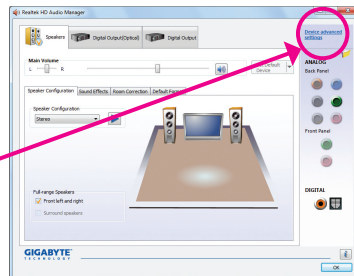 Realtek HD Audio Manager
Speakers
Digital Output(Optical)
Digital Output
Device advanced
settings
Main Volume
L
R
Default
Device
ANALOG
Back Panel
Speaker Configuration
Sound Effects
Room Correction
Default Format
Speaker Configuration
Stereo
Front Panel
Full-range Speakers
Front left and right
Surround speakers
DIGITAL
GIGABYTE
TECHNOLOGY
OK